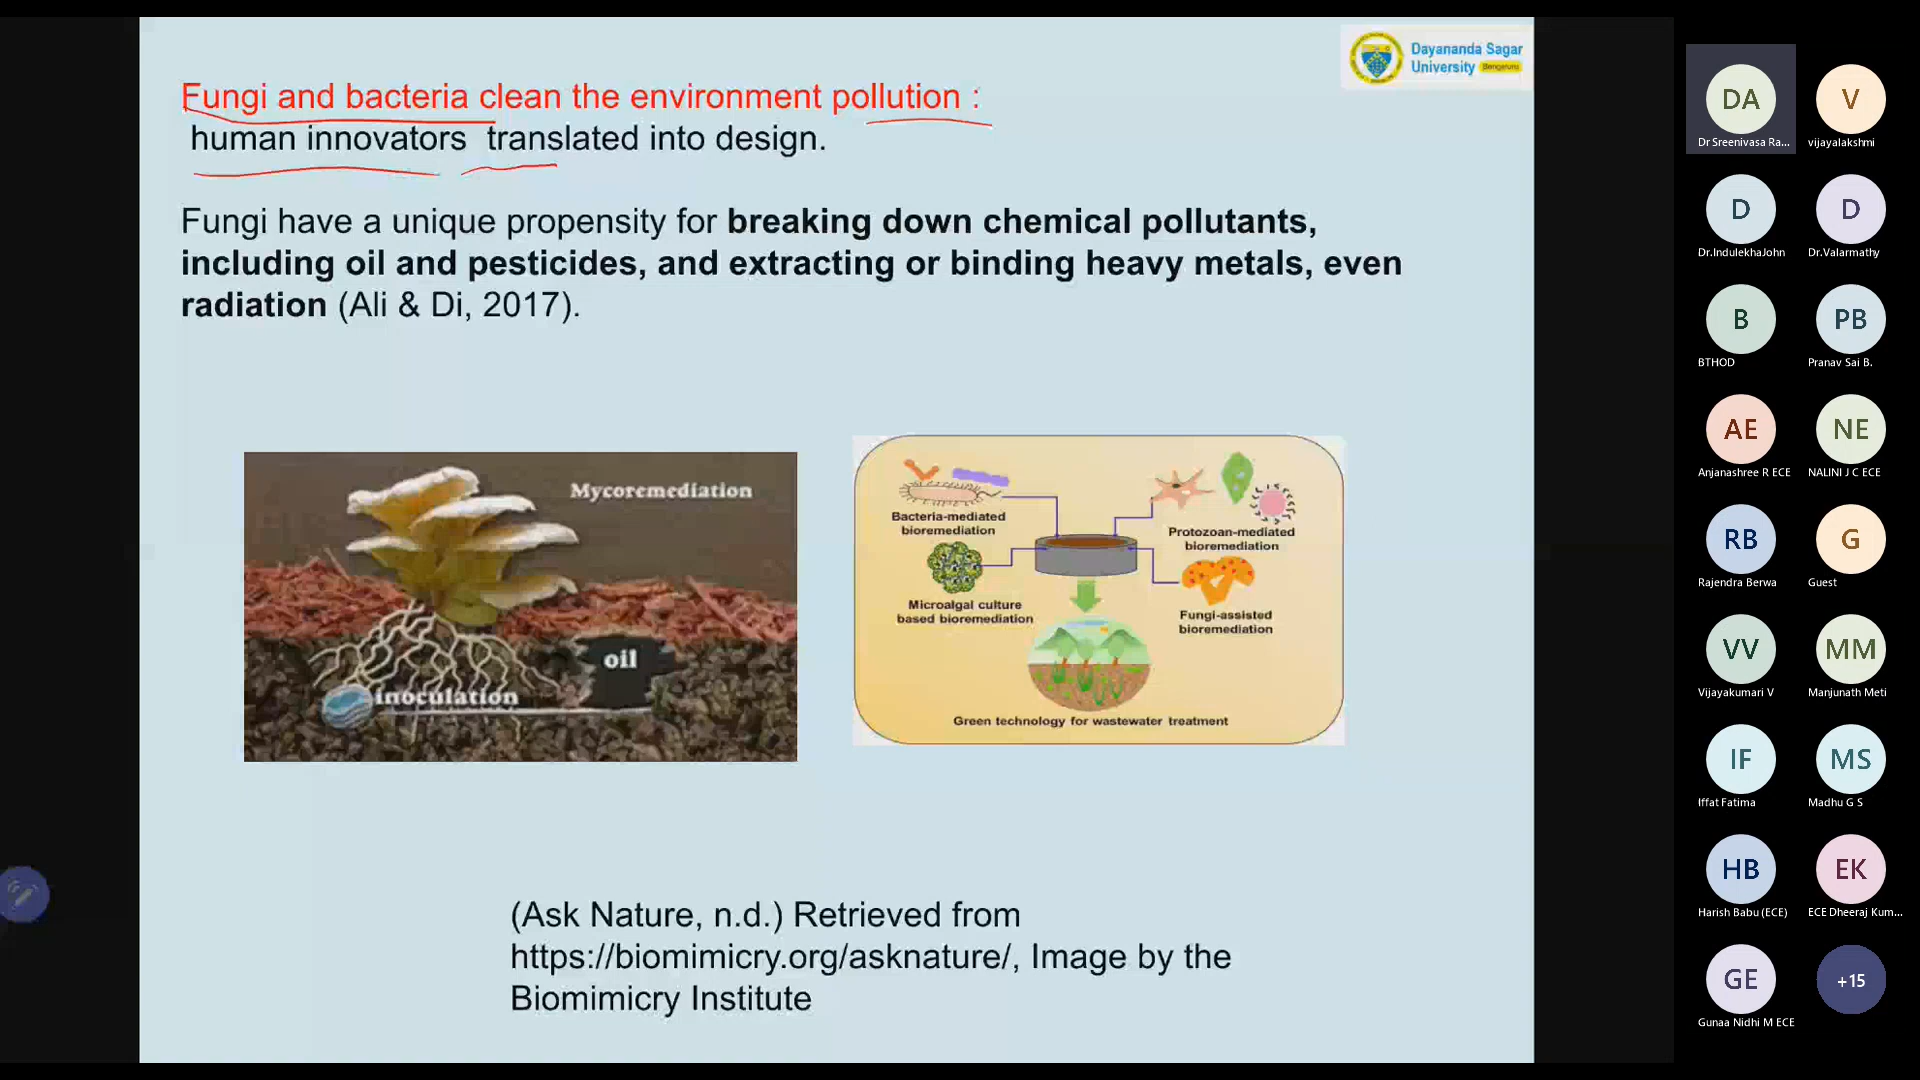 Dayananda Sagar
University Bengaluru
Fungi and bacteria clean the environment pollution :
human innovators translated into design.
Fungi have a unique propensity for breaking down chemical pollutants,
including oil and pesticides, and extracting or binding heavy metals, even
radiation (Ali & Di, 2017).
Mycoremediation
oil
inoculation
Bacteria-mediated
bioremediation
Protozoan-mediated
bioremediation
Microalgal culture
based bioremediation
Fungi-assisted
bioremediation
Green technology for wastewater treatment
(Ask Nature, n.d.) Retrieved from
https://biomimicry.org/asknature/, Image by the
Biomimicry Institute
DA
Dr Sreenivasa Ra...
V
vijayalakshmi
D
Dr.IndulekhaJohn
D
Dr.Valarmathy
B
BTHOD
PB
Pranav Sai B.
AE
Anjanashree R ECE
NE
NALINI J C ECE
RB
Rajendra Berwa
G
Guest
VV
Vijayakumari V
MM
Manjunath Meti
IF
Iffat Fatima
MS
Madhu G S
HB
Harish Babu (ECE)
EK
ECE Dheeraj Kum...
GE
Gunaa Nidhi M ECE
+15